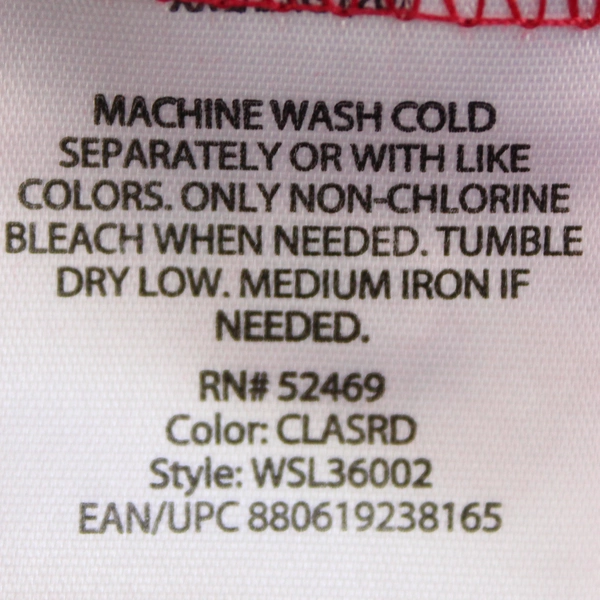 MACHINE WASH COLD
SEPARATELY OR WITH LIKE
COLORS. ONLY NON-CHLORINE
BLEACH WHEN NEEDED. TUMBLE
DRY LOW. MEDIUM IRON IF
NEEDED.
RN# 52469
Color: CLASRD
Style: WSL36002
EAN/UPC 880619238165